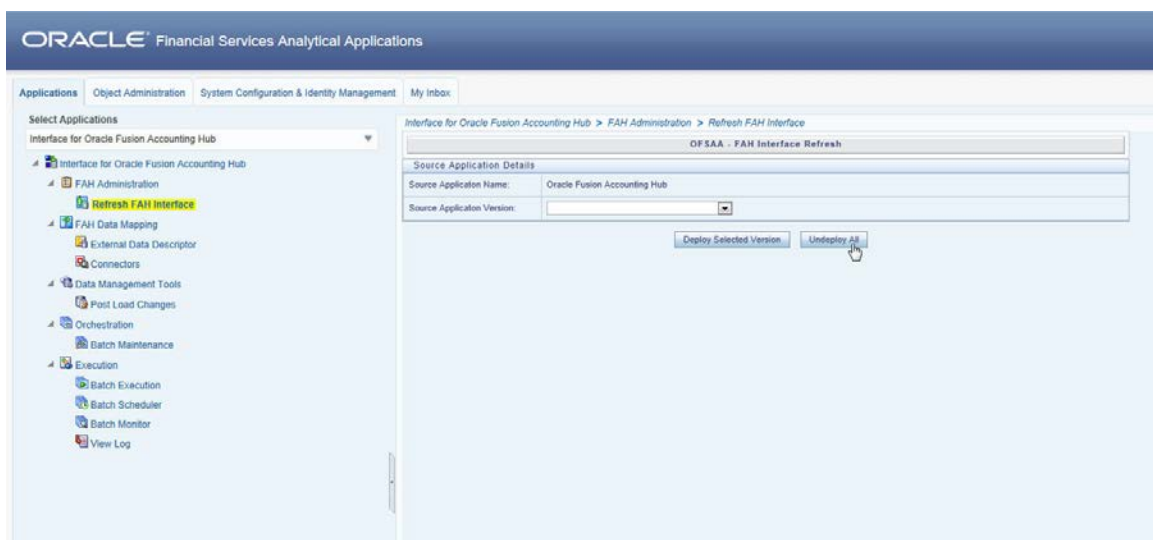 ORACLE® Financial Services Analytical Applications
Applications Object Administration System Configuration & Identity Management My Inbox
Select Applications
Interface for Oracle Fusion Accounting Hub
Interface for Oracle Fusion Accounting Hub
FAH Administration
Refresh FAH Interface
FAH Data Mapping
External Data Descriptor
Connectors
Data Management Tools
Post Load Changes
Orchestration
Batch Maintenance
Execution
Batch Execution
Batch Scheduler
Batch Monitor
View Log
Interface for Oracle Fusion Accounting Hub > FAH Administration > Refresh FAH Interface
OFSAA - FAH Interface Refresh
Source Application Details
Source Applicaton Name: Oracle Fusion Accounting Hub
Source Applicaton Version:
Deploy Selected Version Undeploy All